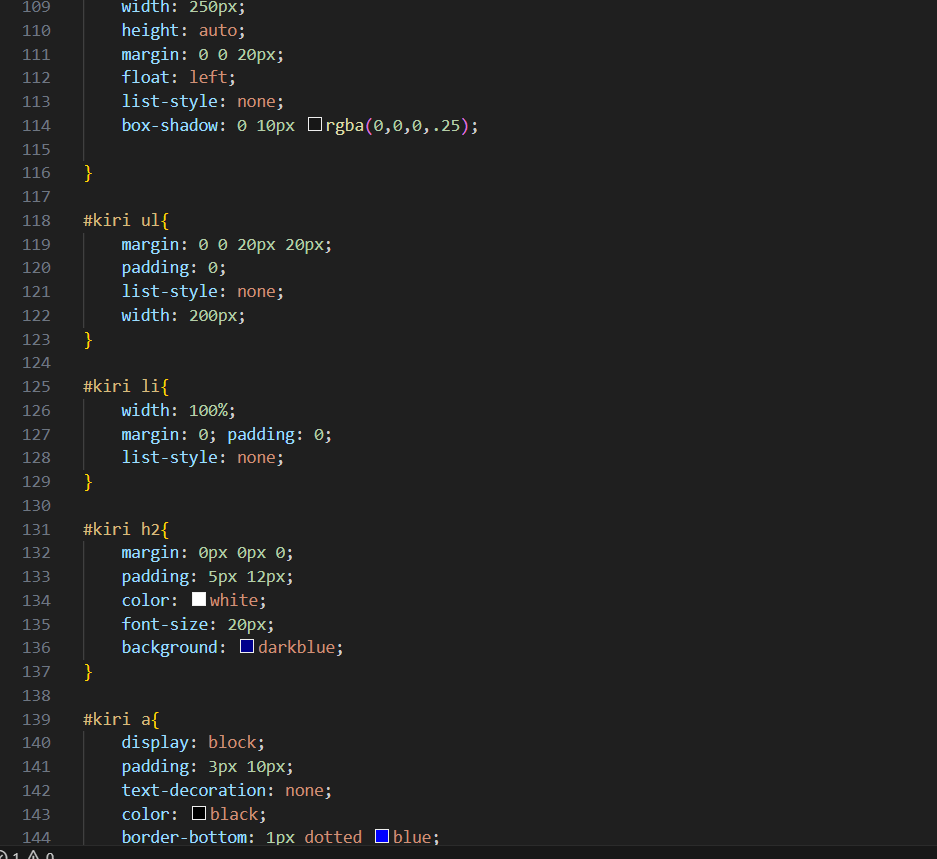 109 width: 250px;
110 height: auto;
111 margin: 0 0 20px;
112 float: left;
113 list-style: none;
114 box-shadow: 0 10px rgba(0,0,0,.25);
115
116 }
117
118 #kiri ul{
119 margin: 0 0 20px 20px;
120 padding: 0;
121 list-style: none;
122 width: 200px;
123 }
124
125 #kiri li{
126 width: 100%;
127 margin: 0; padding: 0;
128 list-style: none;
129 }
130
131 #kiri h2{
132 margin: 0px 0px 0;
133 padding: 5px 12px;
134 color: white;
135 font-size: 20px;
136 background: darkblue;
137 }
138
139 #kiri a{
140 display: block;
141 padding: 3px 10px;
142 text-decoration: none;
143 color: black;
144 border-bottom: 1px dotted blue;
1 0